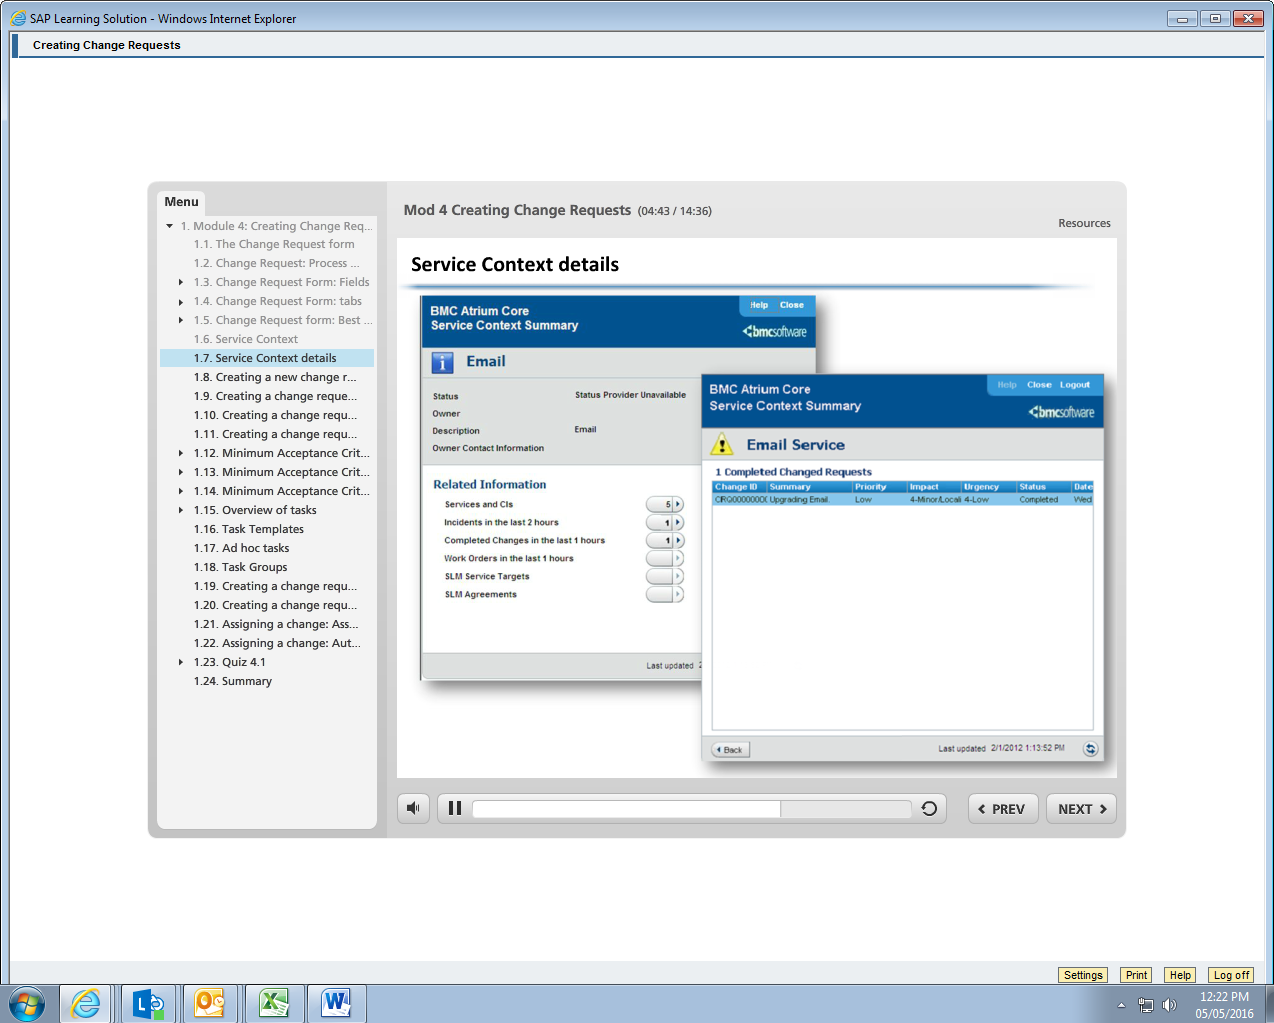 SAP Learning Solution - Windows Internet Explorer
Creating Change Requests
Menu
1. Module 4: Creating Change Req...
1.1. The Change Request form
1.2. Change Request: Process ...
1.3. Change Request Form: Fields
1.4. Change Request Form: tabs
1.5. Change Request form: Best ...
1.6. Service Context
1.7. Service Context details
1.8. Creating a new change r...
1.9. Creating a change reque...
1.10. Creating a change requ...
1.11. Creating a change requ...
1.12. Minimum Acceptance Crit...
1.13. Minimum Acceptance Crit...
1.14. Minimum Acceptance Crit...
1.15. Overview of tasks
1.16. Task Templates
1.17. Ad hoc tasks
1.18. Task Groups
1.19. Creating a change requ...
1.20. Creating a change requ...
1.21. Assigning a change: Ass...
1.22. Assigning a change: Aut...
1.23. Quiz 4.1
1.24. Summary
Mod 4 Creating Change Requests (04:43 / 14:36)
Resources
Service Context details
Help Close
BMC Atrium Core
Service Context Summary
bmcsoftware
Email
Status Status Provider Unavailable
Owner
Description Email
Owner Contact Information
Related Information
Services and CIs 5
Incidents in the last 2 hours 1
Completed Changes in the last 1 hours 1
Work Orders in the last 1 hours
SLM Service Targets
SLM Agreements
Last updated 2
Help Close Logout
BMC Atrium Core
Service Context Summary
bmcsoftware
Email Service
1 Completed Changed Requests
Change ID Summary Priority Impact Urgency Status Date
Upgrading Email. Low 4-Minor/Locali 4-Low Completed Wed
Back
Last updated 2/1/2012 1:13:52 PM
PREV
NEXT
Settings Print Help Log off
12:22 PM
05/05/2016